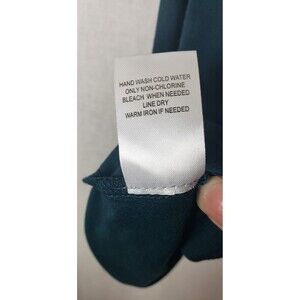 HAND WASH COLD WATER
ONLY NON-CHLORINE
BLEACH WHEN NEEDED
LINE DRY
WARM IRON IF NEEDED